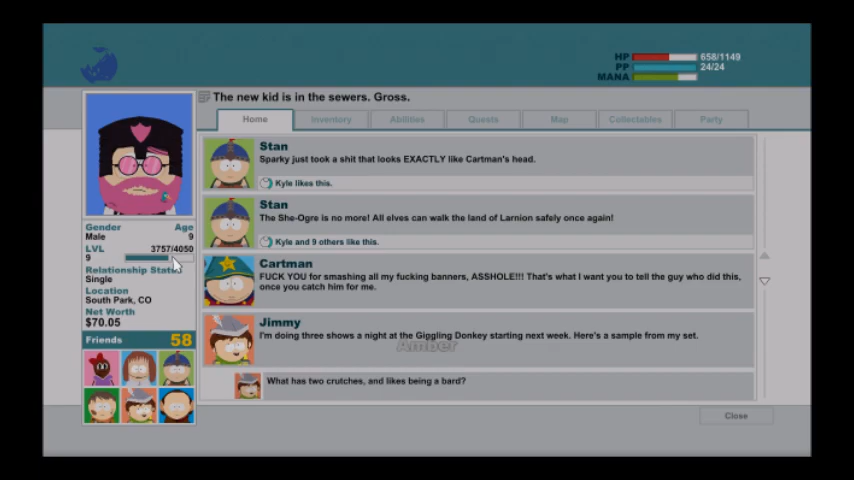 HP 658/1149
PP 24/24
MANA
The new kid is in the sewers. Gross.
Home Inventory Abilities Quests Map Collectables Party
Stan
Sparky just took a shit that looks EXACTLY like Cartman's head.
Kyle likes this.
Stan
The She-Ogre is no more! All elves can walk the land of Larnion safely once again!
Kyle and 9 others like this.
Cartman
FUCK YOU for smashing all my fucking banners, ASSHOLE!!! That's what I want you to tell the guy who did this,
once you catch him for me.
Jimmy
I'm doing three shows a night at the Giggling Donkey starting next week. Here's a sample from my set.
Amber
What has two crutches, and likes being a bard?
Gender Age
Male 9
LVL 3757/4050
9
Relationship Status
Single
Location
South Park, CO
Net Worth
$70.05
Friends 58
Close